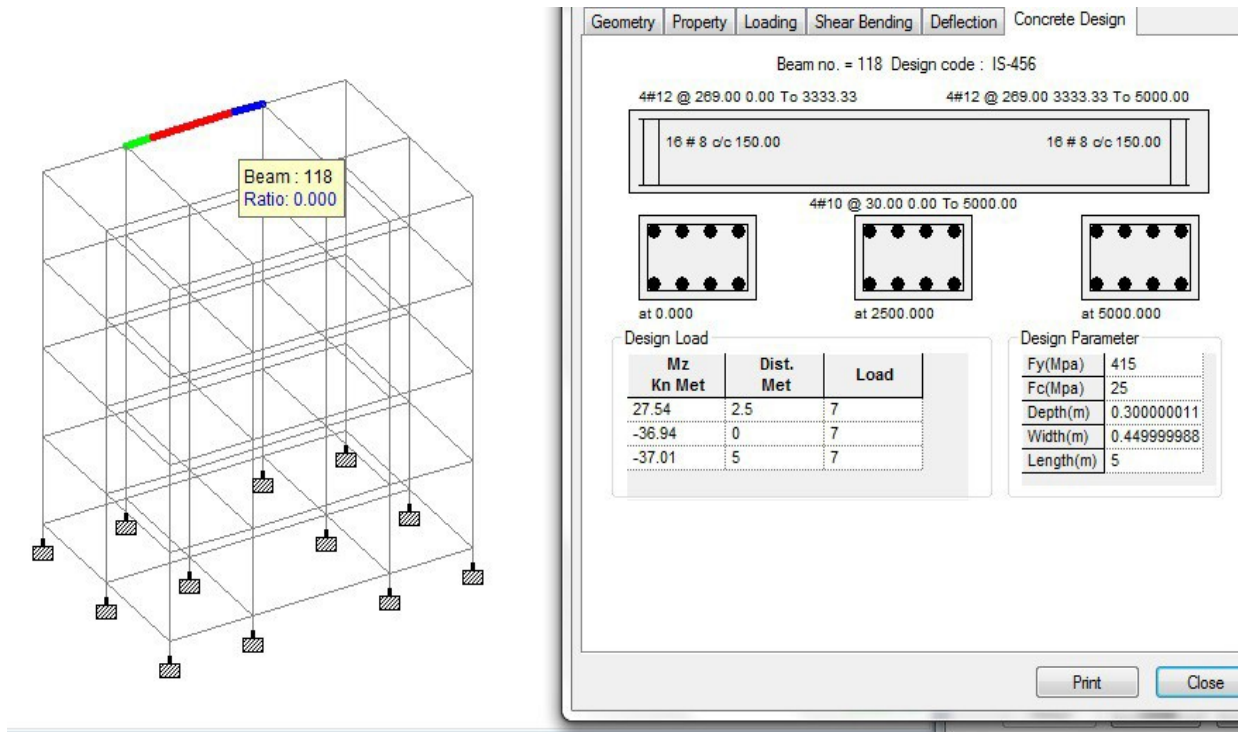 Geometry Property Loading Shear Bending Deflection Concrete Design
Beam no. = 118 Design code : IS-456
4#12 @ 269.00 0.00 To 3333.33 4#12 @ 269.00 3333.33 To 5000.00
16 # 8 c/c 150.00 16 # 8 c/c 150.00
4#10 @ 30.00 0.00 To 5000.00
at 0.000 at 2500.000 at 5000.000
Beam : 118
Ratio: 0.000
Design Load
Mz Kn Met Dist. Met Load
27.54 2.5 7
-36.94 0 7
-37.01 5 7
Design Parameter
Fy(Mpa) 415
Fc(Mpa) 25
Depth(m) 0.300000011
Width(m) 0.449999988
Length(m) 5
Print Close